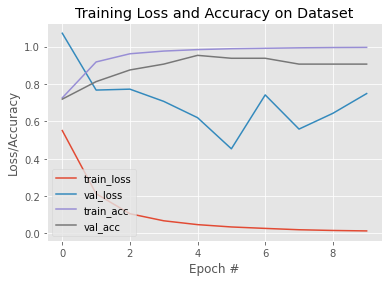 Training Loss and Accuracy on Dataset
Loss/Accuracy
1.0
0.8
0.6
0.4
0.2
0.0
train_loss
val_loss
train_acc
val_acc
0 2 4 6 8
Epoch #